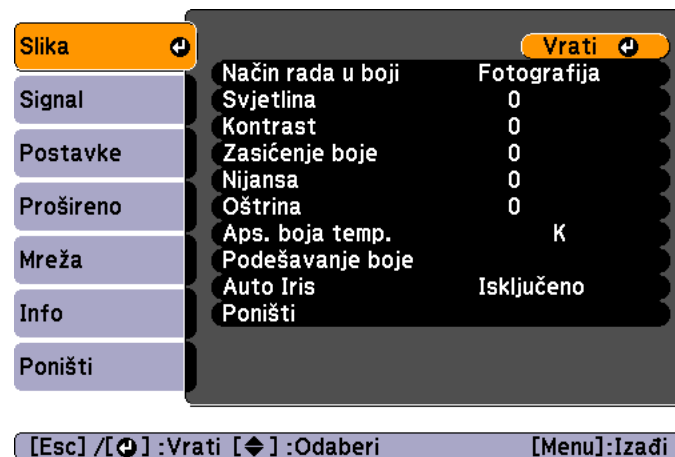 Slika
Signal
Postavke
Prošireno
Mreža
Info
Poništi
Vrati
Način rada u boji Fotografija
Svjetlina 0
Kontrast 0
Zasićenje boje 0
Nijansa 0
Oštrina 0
Aps. boja temp. K
Podešavanje boje
Auto Iris Isključeno
Poništi
[Esc] /[ ] :Vrati [ ] :Odaberi [Menu]:Izađi